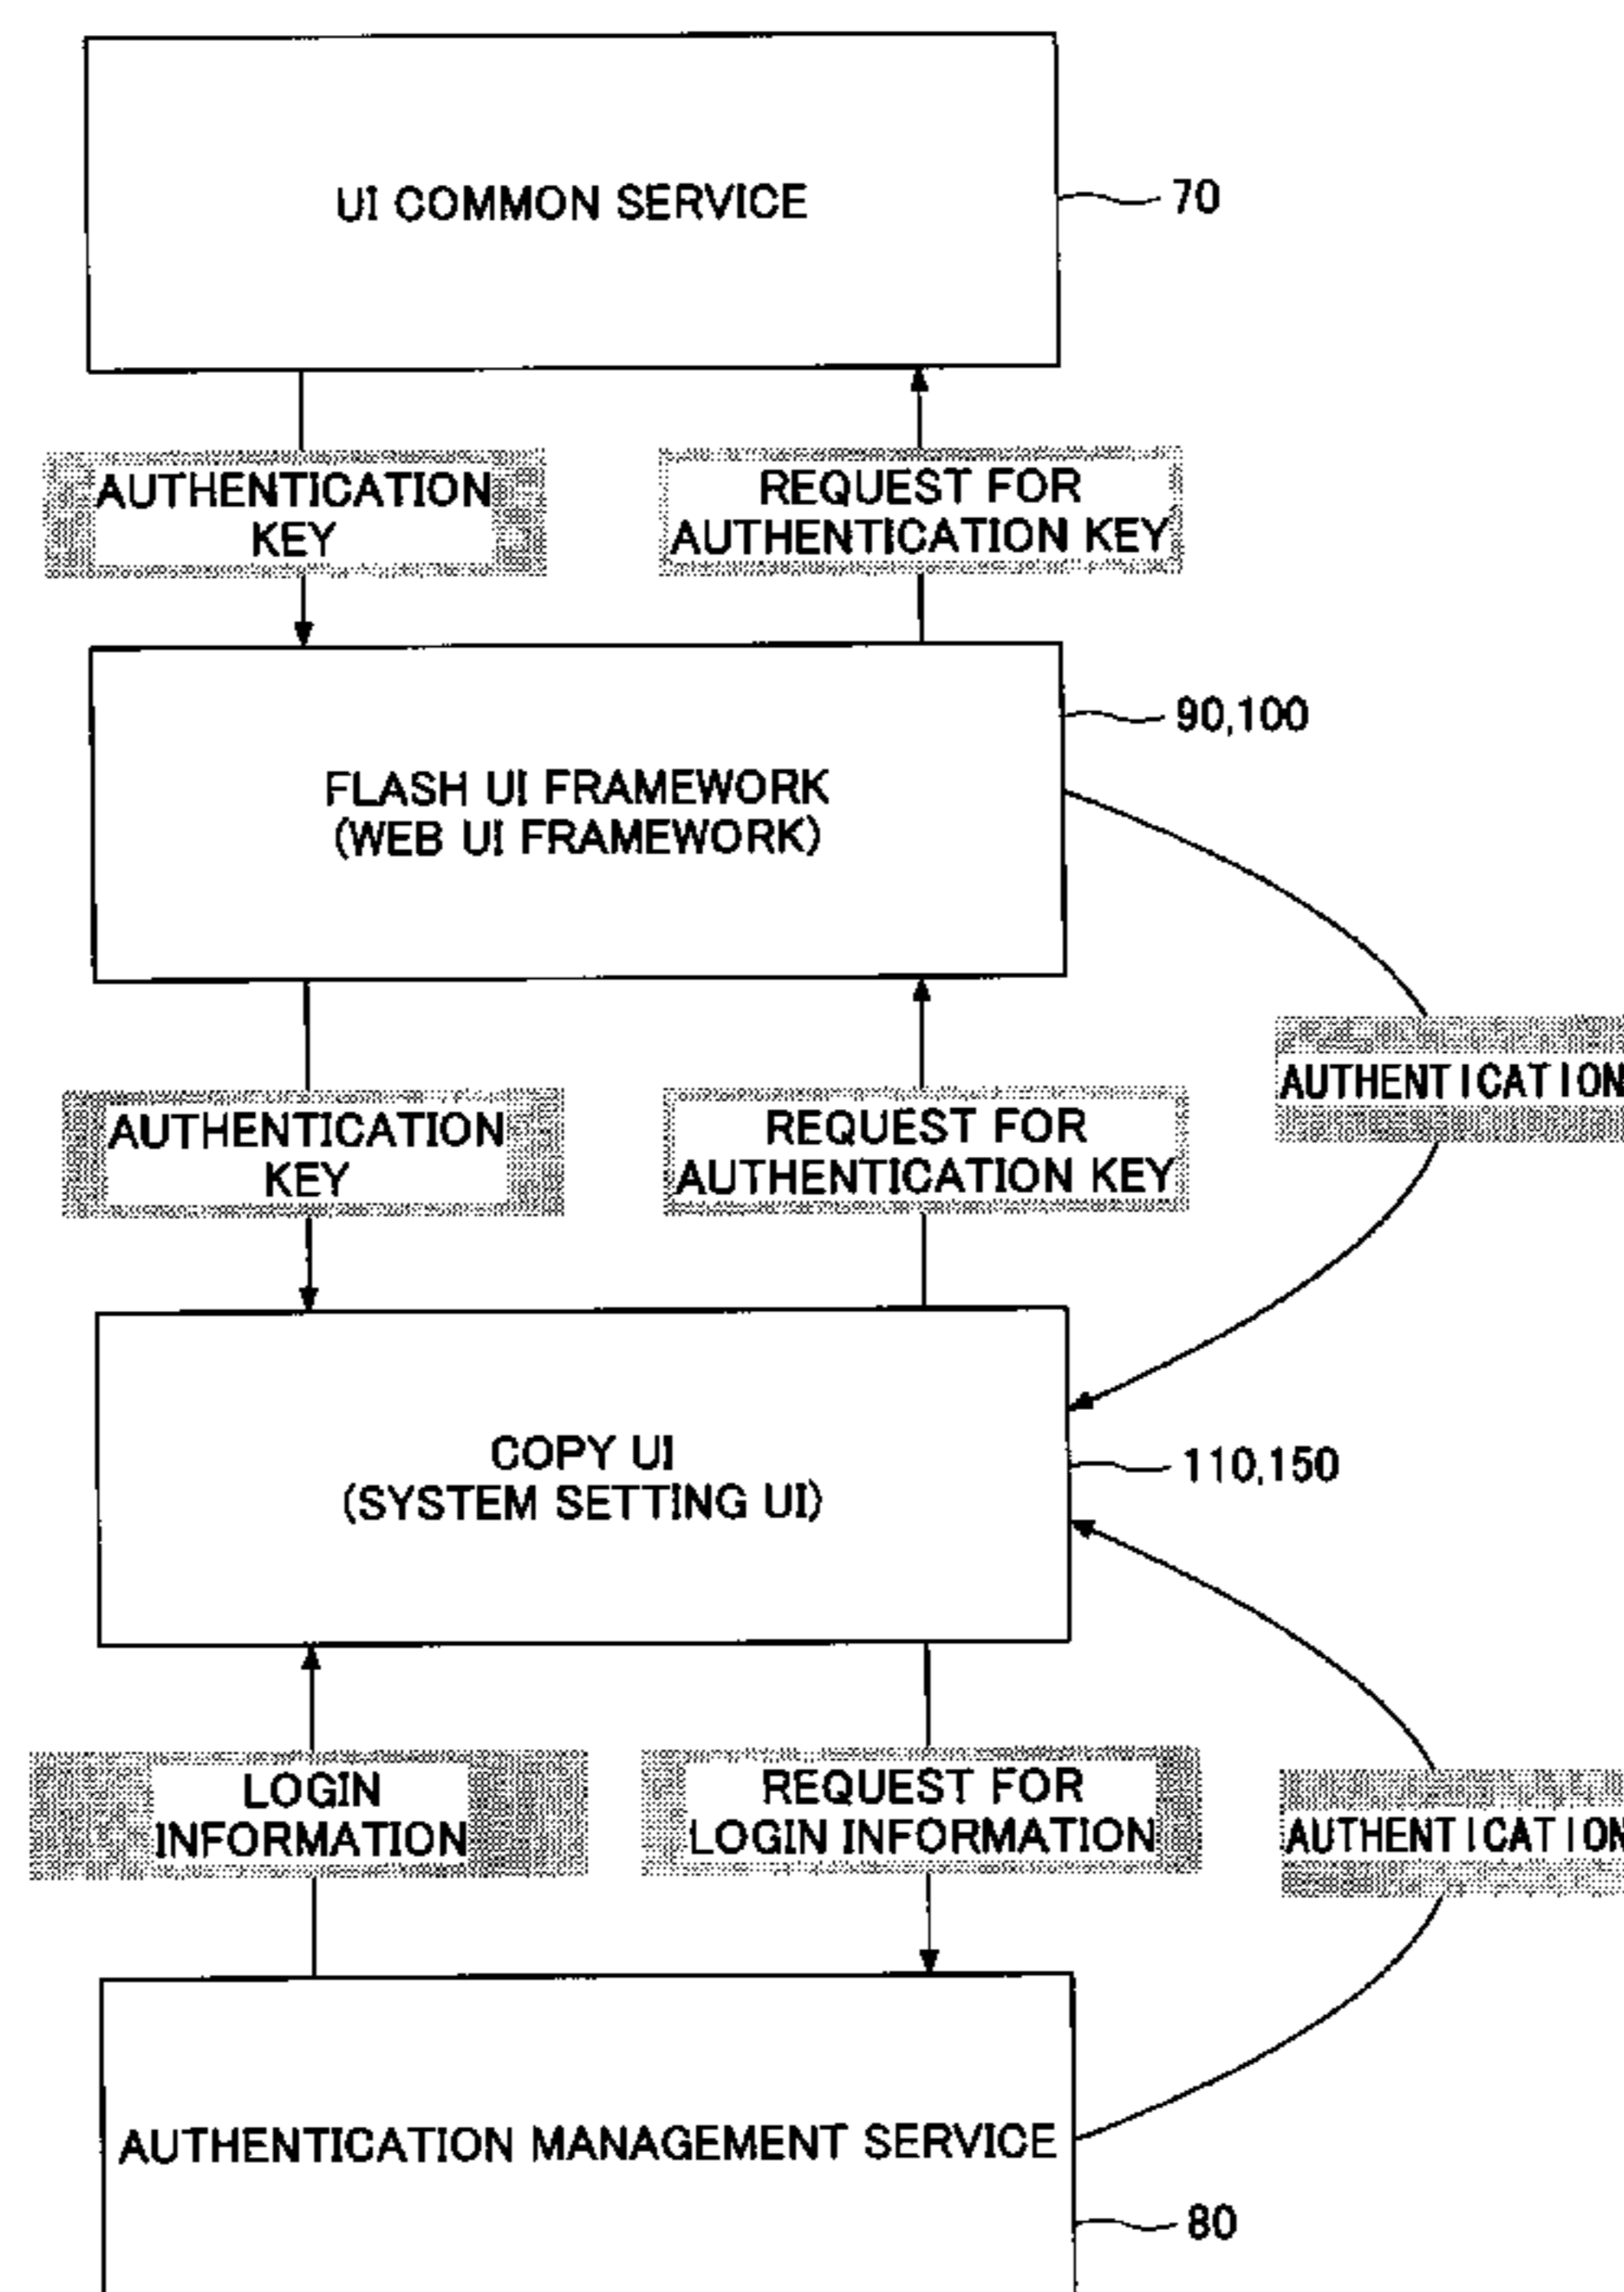 UI COMMON SERVICE
70
AUTHENTICATION
KEY
REQUEST FOR
AUTHENTICATION KEY
90,100
FLASH UI FRAMEWORK
(WEB UI FRAMEWORK)
AUTHENTICATION
AUTHENTICATION
KEY
REQUEST FOR
AUTHENTICATION KEY
COPY UI
(SYSTEM SETTING UI)
110,150
LOGIN
INFORMATION
REQUEST FOR
LOGIN INFORMATION
AUTHENTICATION
AUTHENTICATION MANAGEMENT SERVICE
80